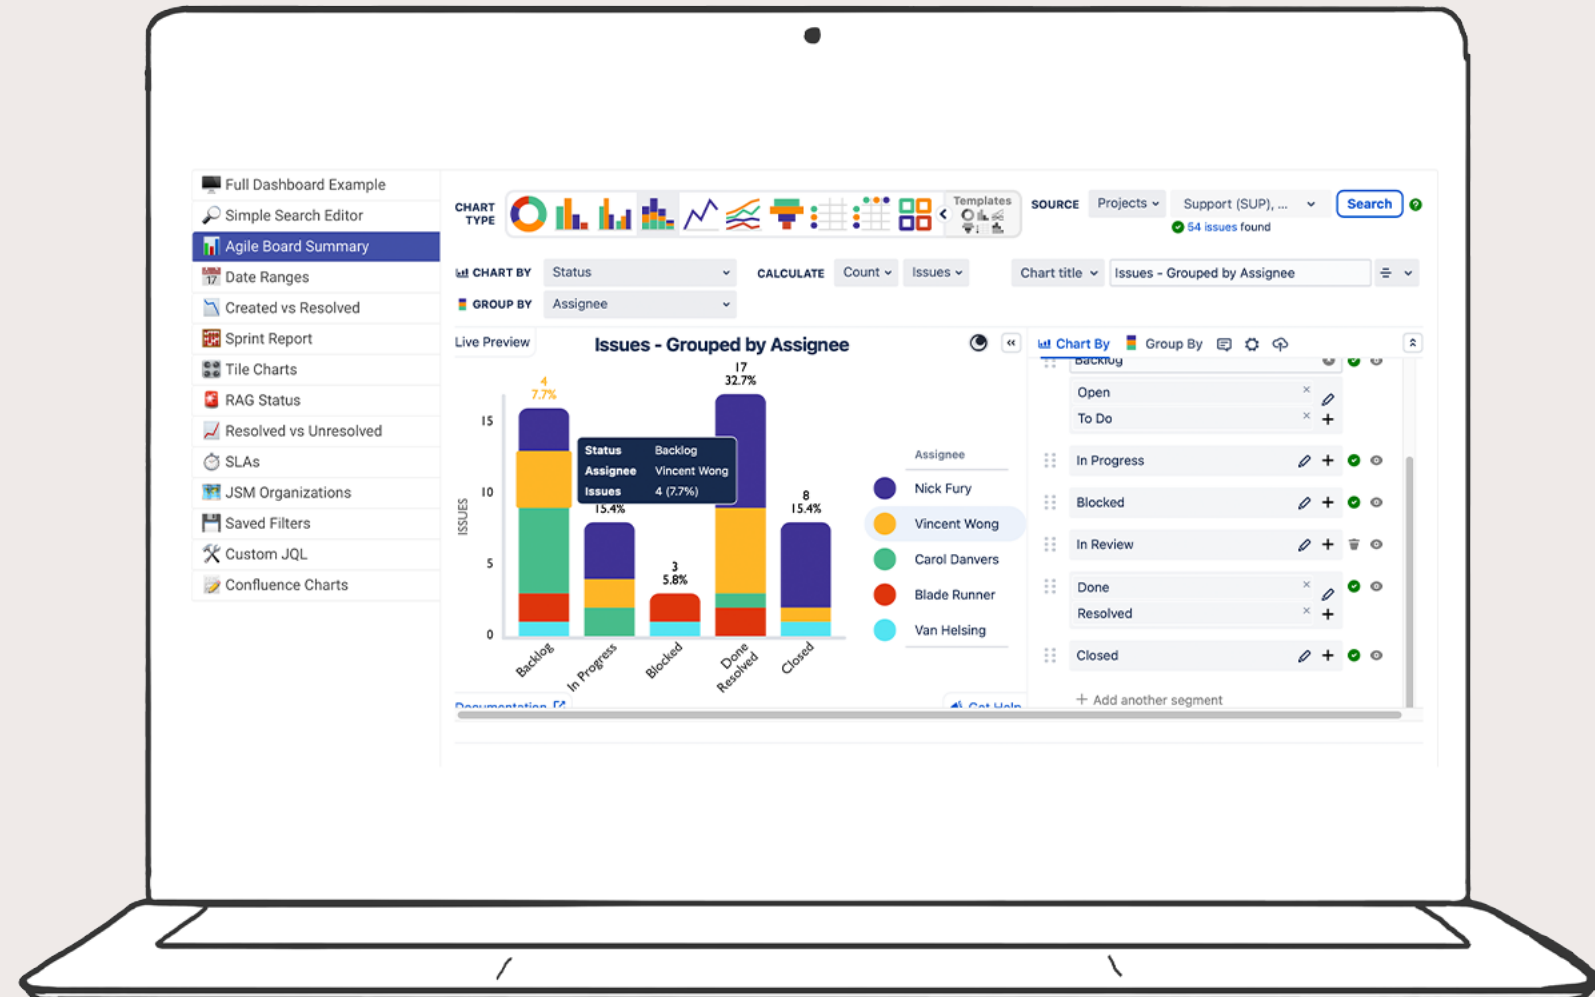 Full Dashboard Example
Simple Search Editor
Agile Board Summary
Date Ranges
Created vs Resolved
Sprint Report
Tile Charts
RAG Status
Resolved vs Unresolved
SLAs
JSM Organizations
Saved Filters
Custom JQL
Confluence Charts
CHART TYPE
Templates
SOURCE Projects Support (SUP), ... Search
54 issues found
CHART BY Status CALCULATE Count Issues Chart title Issues - Grouped by Assignee
GROUP BY Assignee
Live Preview
Issues - Grouped by Assignee
17
32.7%
4
7.7%
15
10
5
0
ISSUES
Status Backlog
Assignee Vincent Wong
Issues 4 (7.7%)
15.4%
3
5.8%
8
15.4%
Backlog
In Progress
Blocked
Done
Resolved
Closed
Assignee
Nick Fury
Vincent Wong
Carol Danvers
Blade Runner
Van Helsing
Documentation
Get Help
Chart By Group By
Backlog
Open
To Do
In Progress
Blocked
In Review
Done
Resolved
Closed
+ Add another segment